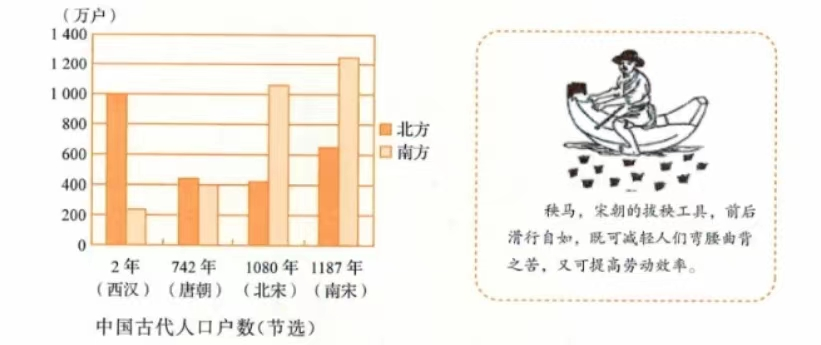 （万户）
1 400
1 200
1 000
800
600
400
200
0
北方
南方
2 年 742 年 1080 年 1187 年
（西汉） （唐朝） （北宋） （南宋）
中国古代人口户数(节选)
秧马，宋朝的拔秧工具，前后
滑行自如，既可减轻人们弯腰曲背
之苦，又可提高劳动效率。